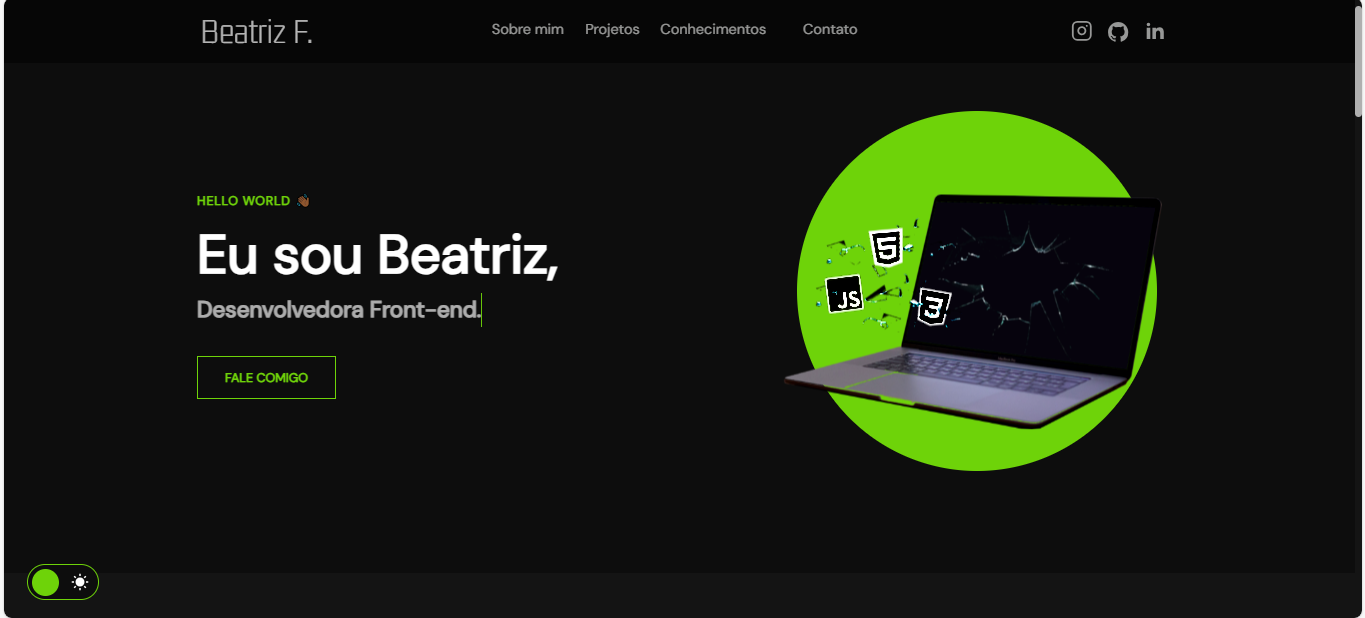 Beatriz F.
Sobre mim Projetos Conhecimentos Contato
HELLO WORLD 👋🏾
Eu sou Beatriz,
Desenvolvedora Front-end.
FALE COMIGO
5
JS
3